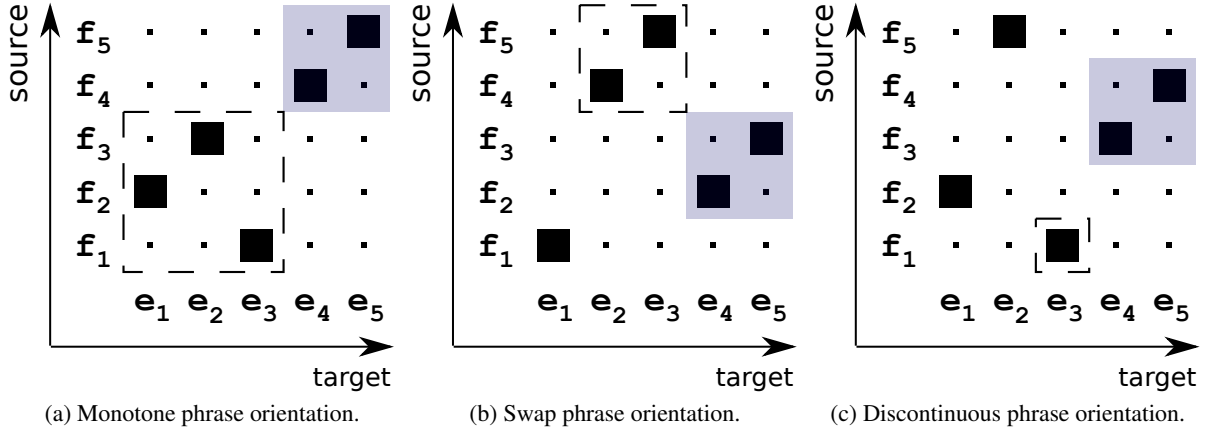 source
f5
f4
f3
f2
f1
e1 e2 e3 e4 e5
target
(a) Monotone phrase orientation.
source
f5
f4
f3
f2
f1
e1 e2 e3 e4 e5
target
(b) Swap phrase orientation.
source
f5
f4
f3
f2
f1
e1 e2 e3 e4 e5
target
(c) Discontinuous phrase orientation.